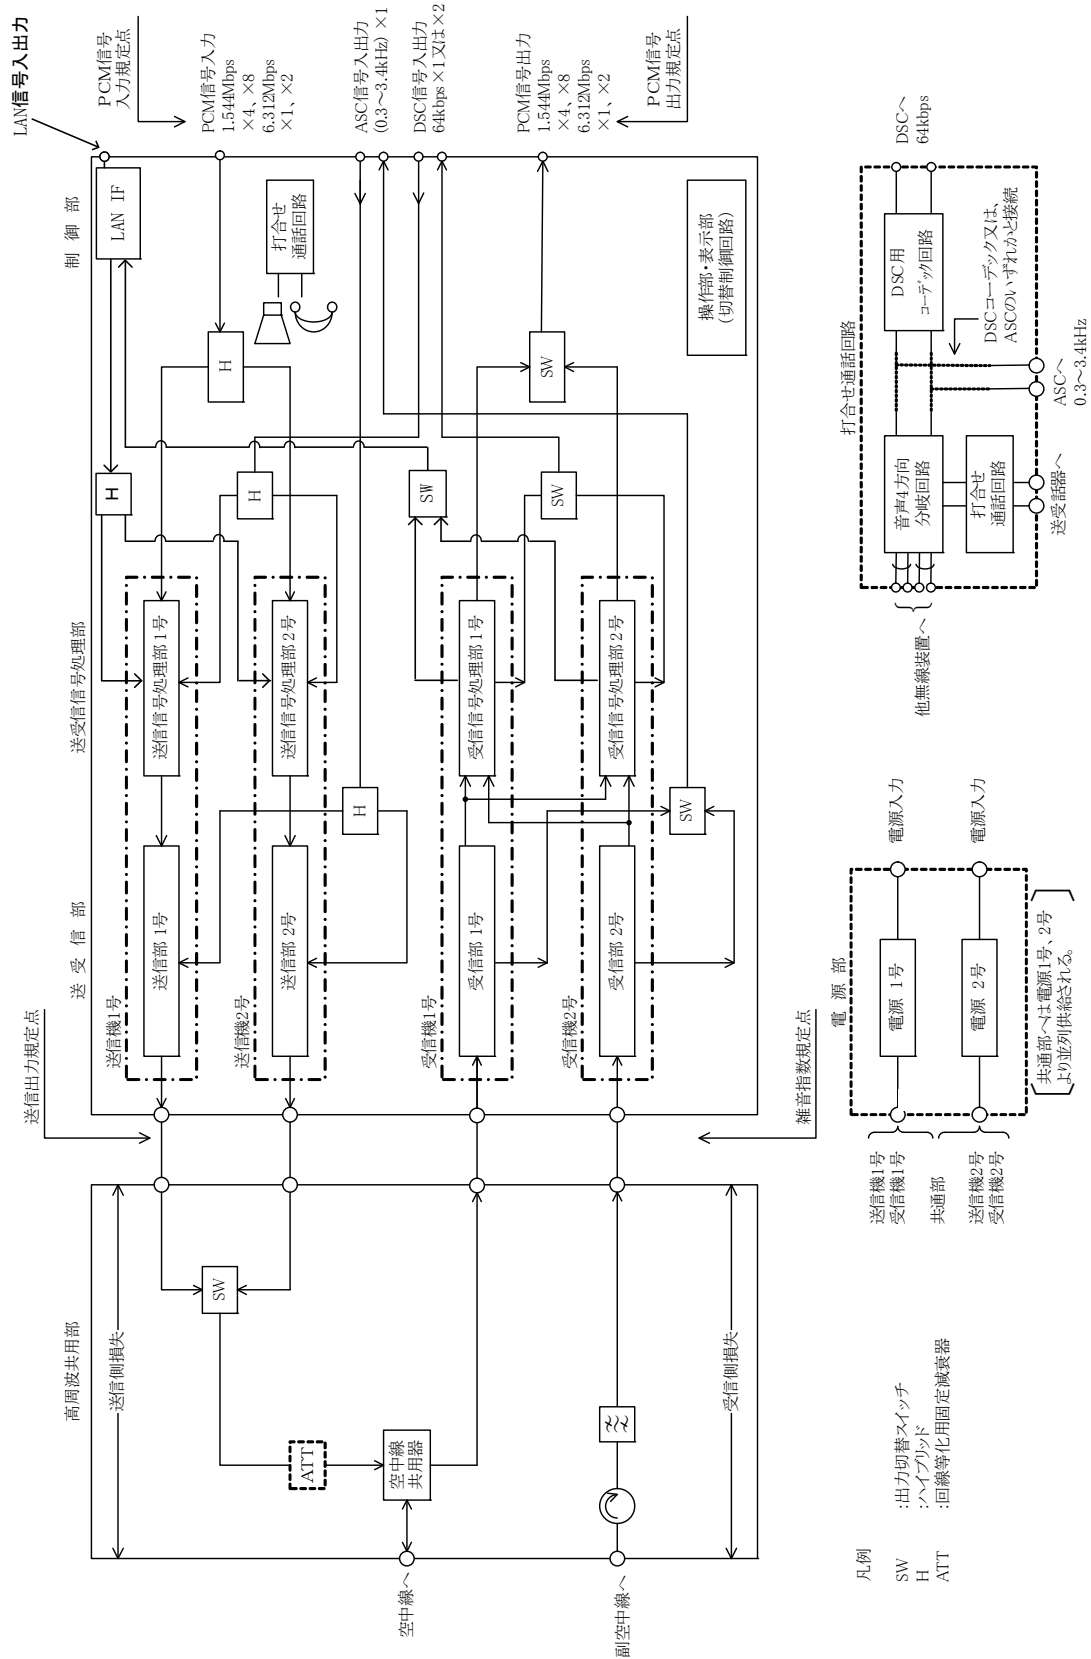 LAN信号入出力
PCM信号
入力規定点
PCM信号入力
1.544Mbps
×4、×8
6.312Mbps
×1、×2
ASC信号入出力
(0.3～3.4kHz)×1
DSC信号入出力
64kbps×1又は×2
PCM信号出力
1.544Mbps
×4、×8
6.312Mbps
×1、×2
PCM信号
出力規定点
高周波共用部
送受信部
送受信信号処理部
制御部
送信出力規定点
送信側損失
SW
ATT
空中線
共用器
空中線へ
副空中線へ
受信側損失
雑音指数規定点
送信機1号
送信部 1号
送信信号処理部 1号
送信機2号
送信部 2号
送信信号処理部 2号
H
受信機1号
受信部 1号
受信信号処理部 1号
受信機2号
受信部 2号
受信信号処理部 2号
SW
H
H
SW
SW
LAN IF
H
SW
打合せ
通話回路
操作部・表示部
(切替制御回路)
凡例
SW :出力切替スイッチ
H :ハイブリッド
ATT :回線等化用固定減衰器
電源部
送信機1号
受信機1号
共通部
送信機2号
受信機2号
電源 1号
電源 2号
電源入力
電源入力
共通部へは電源1号、2号
より並列供給される。
打合せ通話回路
他無線装置へ
音声4方向
分岐回路
打合せ
通話回路
送受話器へ
DSC用
コーデック回路
DSCコーデック又は、
ASCのいずれかと接続
ASCへ
0.3～3.4kHz
DSCへ
64kbps